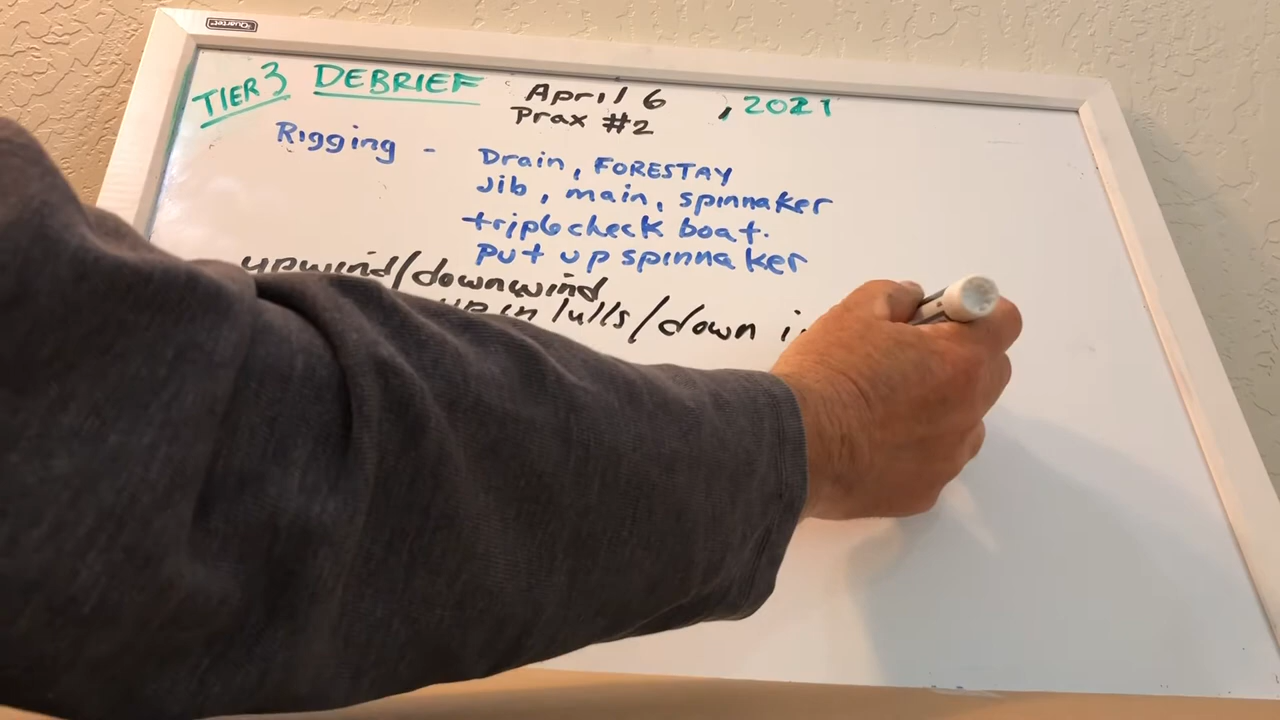 Quartet
TIER 3 DEBRIEF April 6, 2021
Prax #2
Rigging - Drain, FORESTAY
Jib, main, spinnaker
triple check boat.
Put up spinnaker
upwind/downwind
up in lulls/down i